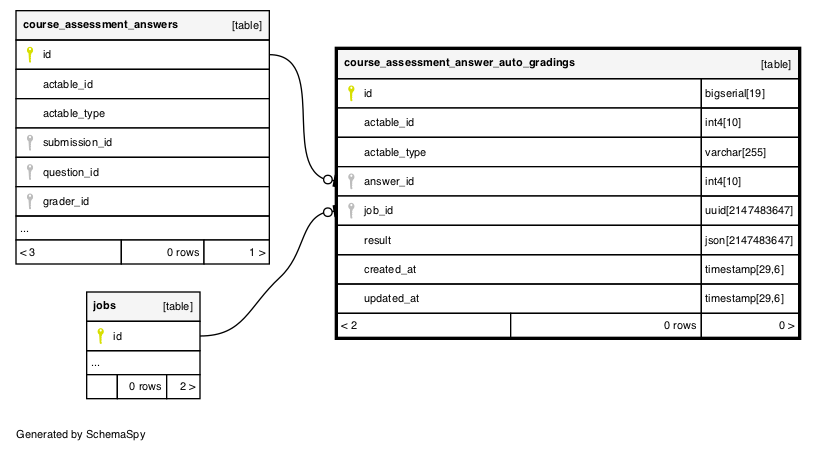 course_assessment_answers [table]
id
actable_id
actable_type
submission_id
question_id
grader_id
...
< 3 0 rows 1 >
jobs [table]
id
...
0 rows 2 >
course_assessment_answer_auto_gradings [table]
id bigserial[19]
actable_id int4[10]
actable_type varchar[255]
answer_id int4[10]
job_id uuid[2147483647]
result json[2147483647]
created_at timestamp[29,6]
updated_at timestamp[29,6]
< 2 0 rows 0 >
Generated by SchemaSpy